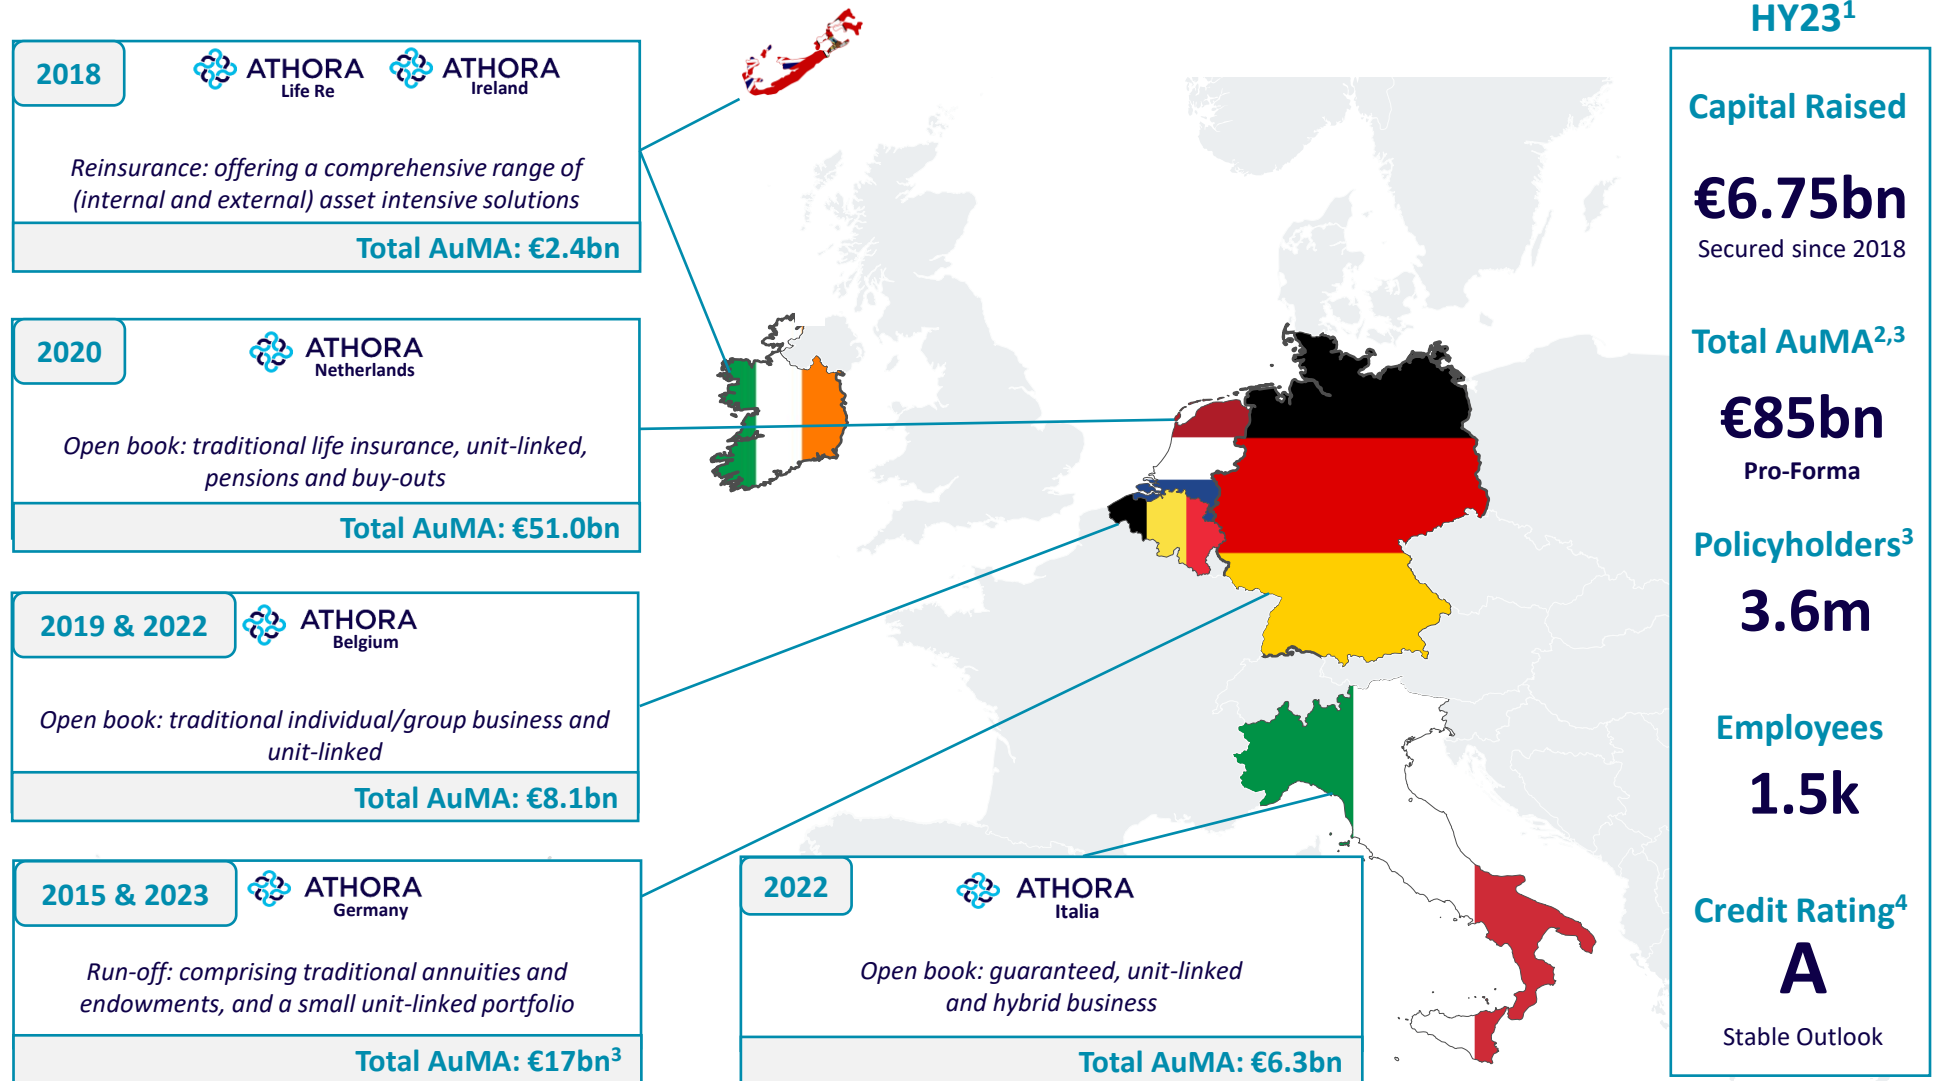 2018
ATHORA
Life Re
ATHORA
Ireland
Reinsurance: offering a comprehensive range of
(internal and external) asset intensive solutions
Total AuMA: €2.4bn
2020
ATHORA
Netherlands
Open book: traditional life insurance, unit-linked,
pensions and buy-outs
Total AuMA: €51.0bn
2019 & 2022
ATHORA
Belgium
Open book: traditional individual/group business and
unit-linked
Total AuMA: €8.1bn
2015 & 2023
ATHORA
Germany
Run-off: comprising traditional annuities and
endowments, and a small unit-linked portfolio
Total AuMA: €17bn³
2022
ATHORA
Italia
Open book: guaranteed, unit-linked
and hybrid business
Total AuMA: €6.3bn
HY23¹
Capital Raised
€6.75bn
Secured since 2018
Total AuMA²,³
€85bn
Pro-Forma
Policyholders³
3.6m
Employees
1.5k
Credit Rating⁴
A
Stable Outlook